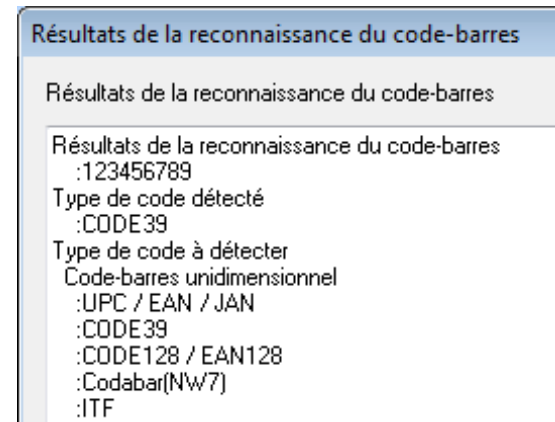 Résultats de la reconnaissance du code-barres
Résultats de la reconnaissance du code-barres
Résultats de la reconnaissance du code-barres
:123456789
Type de code détecté
:CODE39
Type de code à détecter
Code-barres unidimensionnel
:UPC / EAN / JAN
:CODE39
:CODE128 / EAN128
:Codabar(NW7)
:ITF